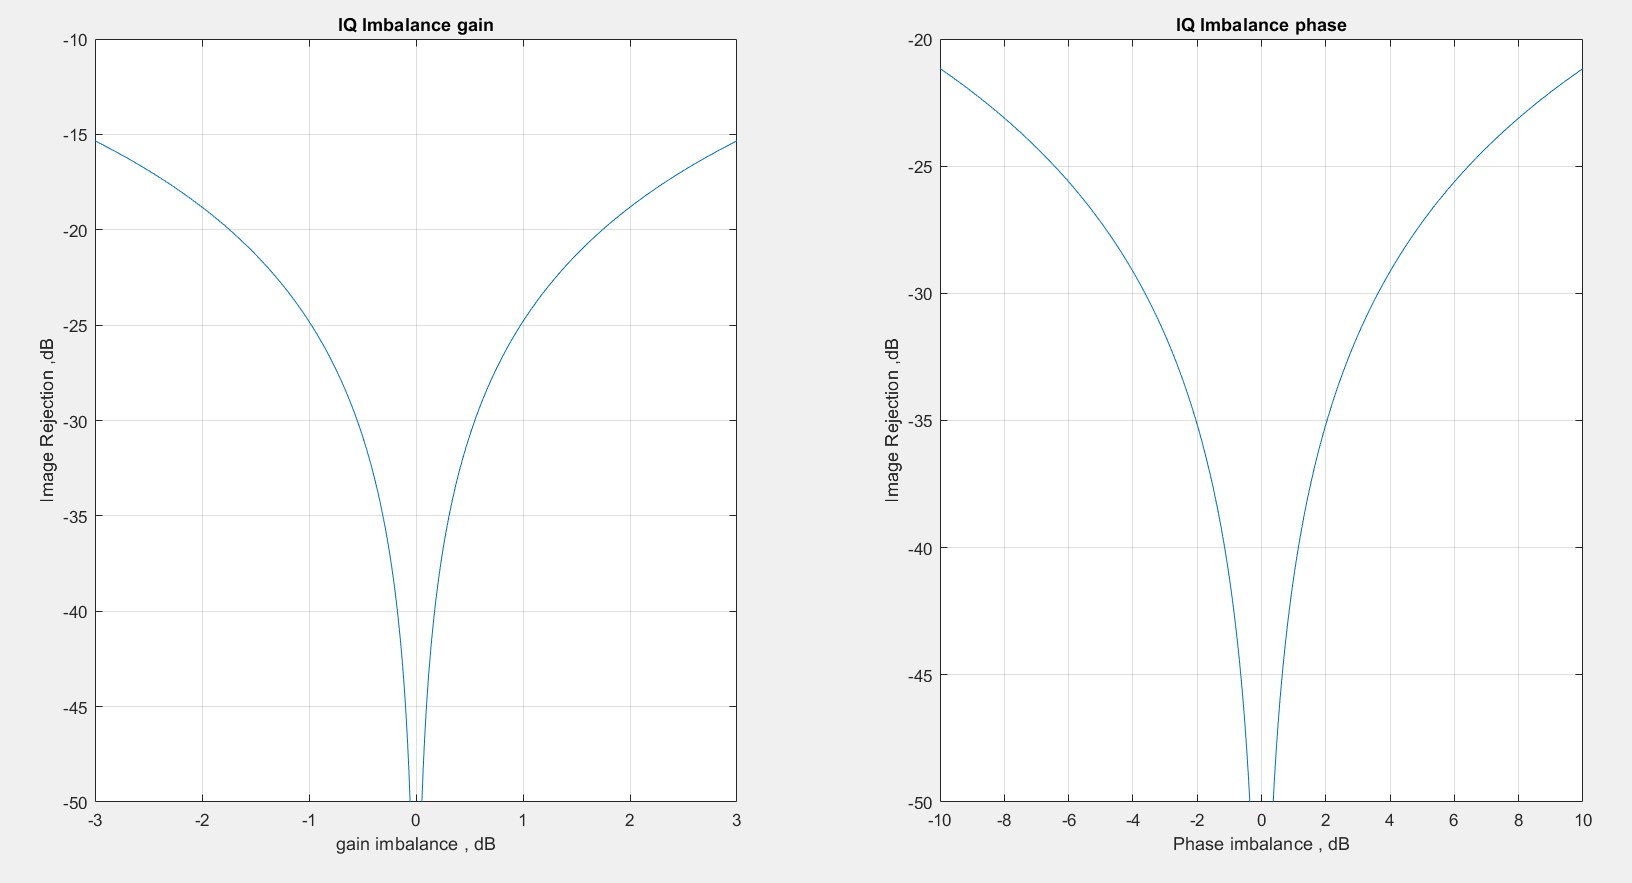 IQ Imbalance gain
-10
-15
-20
-25
-30
-35
-40
-45
-50
Image Rejection ,dB
-3 -2 -1 0 1 2 3
gain imbalance , dB
IQ Imbalance phase
-20
-25
-30
-35
-40
-45
-50
Image Rejection ,dB
-10 -8 -6 -4 -2 0 2 4 6 8 10
Phase imbalance , dB